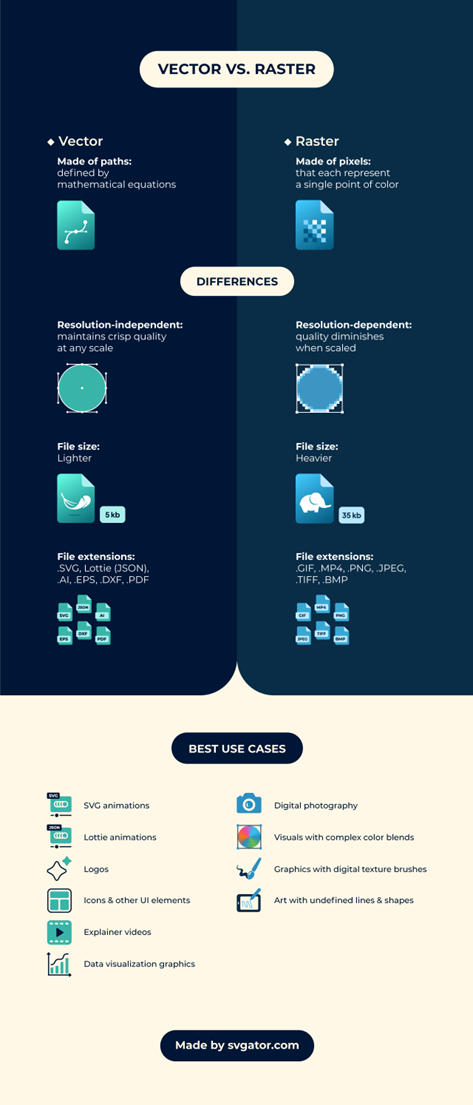 VECTOR VS. RASTER
Vector
Made of paths:
defined by
mathematical equations
Raster
Made of pixels:
that each represent
a single point of color
DIFFERENCES
Resolution-independent:
maintains crisp quality
at any scale
Resolution-dependent:
quality diminishes
when scaled
File size:
Lighter
5 kb
File size:
Heavier
35 kb
File extensions:
.SVG, Lottie (JSON),
.AI, .EPS, .DXF, .PDF
SVG
JSON
AI
EPS
DXF
PDF
File extensions:
.GIF, .MP4, .PNG, .JPEG,
.TIFF, .BMP
GIF
MP4
PNG
JPEG
TIFF
BMP
BEST USE CASES
SVG
SVG animations
JSON
Lottie animations
Logos
Icons & other UI elements
Explainer videos
Data visualization graphics
Digital photography
Visuals with complex color blends
Graphics with digital texture brushes
Art with undefined lines & shapes
Made by svgator.com